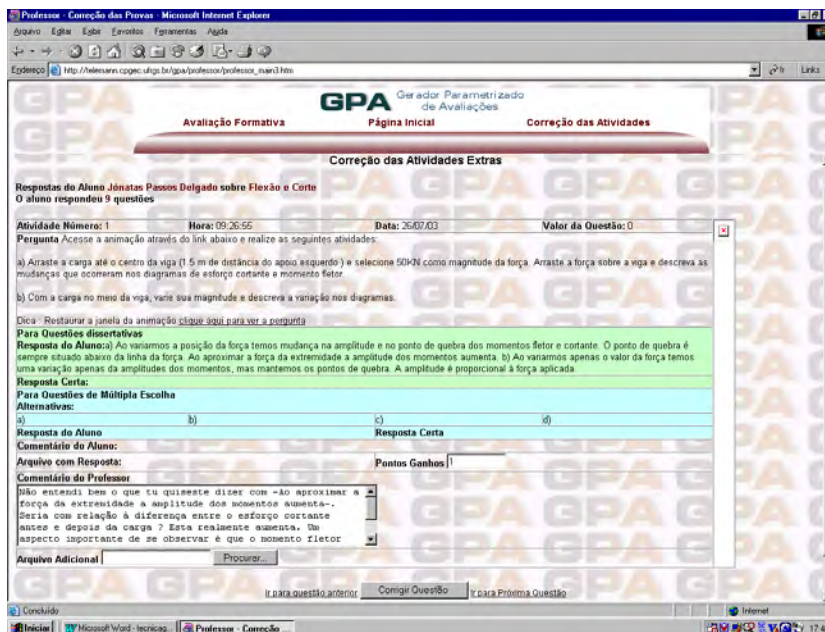 Professor - Correção das Provas - Microsoft Internet Explorer
Arquivo Editar Exibir Favoritos Ferramentas Ajuda
Endereço http://telemann.cpgec.ufrgs.br/gpa/professor/professor_main3.htm Ir Links
GPA Gerador Parametrizado
de Avaliações
Avaliação Formativa Página Inicial Correção das Atividades
Correção das Atividades Extras
Respostas do Aluno Jônatas Passos Delgado sobre Flexão e Corte
O aluno respondeu 9 questões
Atividade Número: 1 Hora: 09:26:55 Data: 26/07/03 Valor da Questão: 0
Pergunta Acesse a animação através do link abaixo e realize as seguintes atividades:
a) Arraste a carga até o centro da viga (1.5 m de distância do apoio esquerdo ) e selecione 50KN como magnitude da força. Arraste a força sobre a viga e descreva as
mudanças que ocorreram nos diagramas de esforço cortante e momento fletor.
b) Com a carga no meio da viga, varie sua magnitude e descreva a variação nos diagramas.
Dica : Restaurar a janela da animação clique aqui para ver a pergunta
Para Questões dissertativas
Resposta do Aluno:a) Ao variarmos a posição da força temos mudança na amplitude e no ponto de quebra dos momentos fletor e cortante. O ponto de quebra é
sempre situado abaixo da linha da força. Ao aproximar a força da extremidade a amplitude dos momentos aumenta. b) Ao variarmos apenas o valor da força temos
uma variação apenas da amplitudes dos momentos, mas mantemos os pontos de quebra. A amplitude é proporcional à força aplicada.
Resposta Certa:
Para Questões de Múltipla Escolha
Alternativas:
a) b) c) d)
Resposta do Aluno Resposta Certa
Comentário do Aluno:
Arquivo com Resposta: Pontos Ganhos 1
Comentário do Professor
Não entendi bem o que tu quiseste dizer com -Ao aproximar a
força da extremidade a amplitude dos momentos aumenta-.
Seria com relação à diferença entre o esforço cortante
antes e depois da carga ? Esta realmente aumenta. Um
aspecto importante de se observar é que o momento fletor
Arquivo Adicional Procurar...
Ir para questão anterior Corrigir Questão Ir para Próxima Questão
Concluído Internet
Iniciar Microsoft Word - tecnicag... Professor - Correção ... 17:4